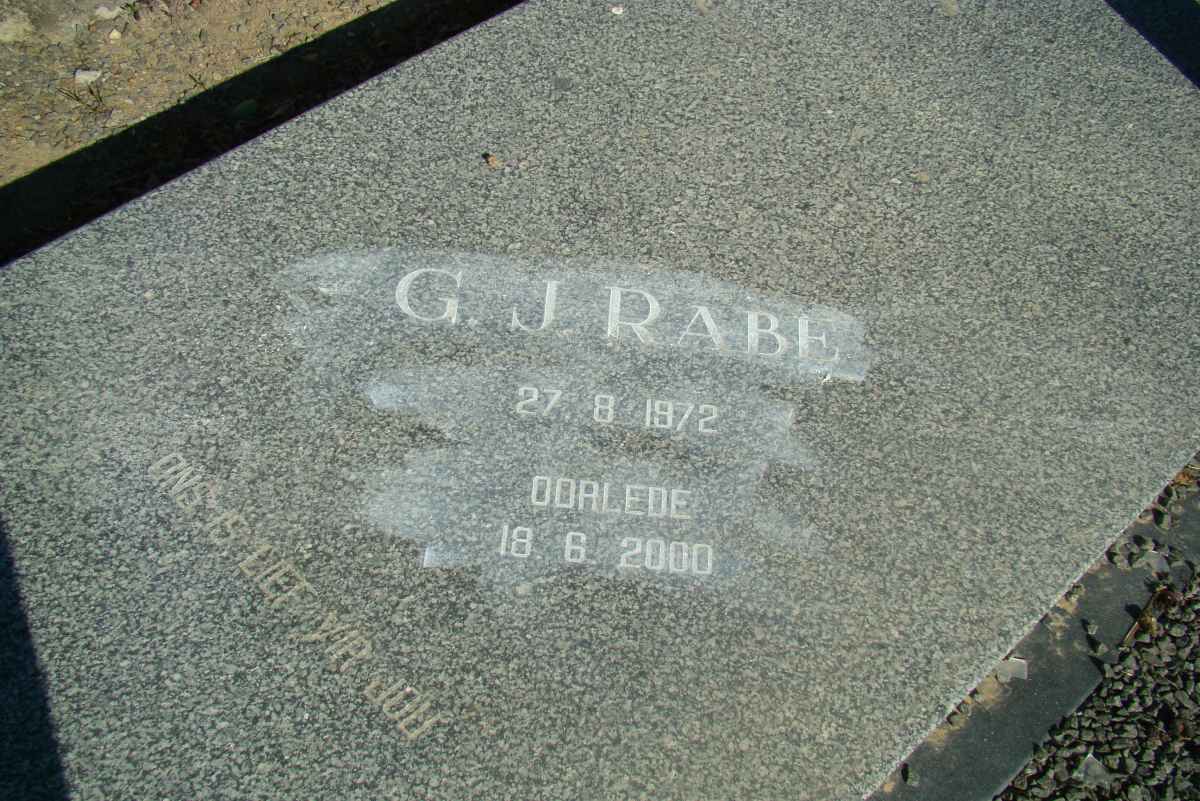 G. J RABE
27 8 1972
OORLEDE
18 6 2000
ONS IS LIEF VIR JOU